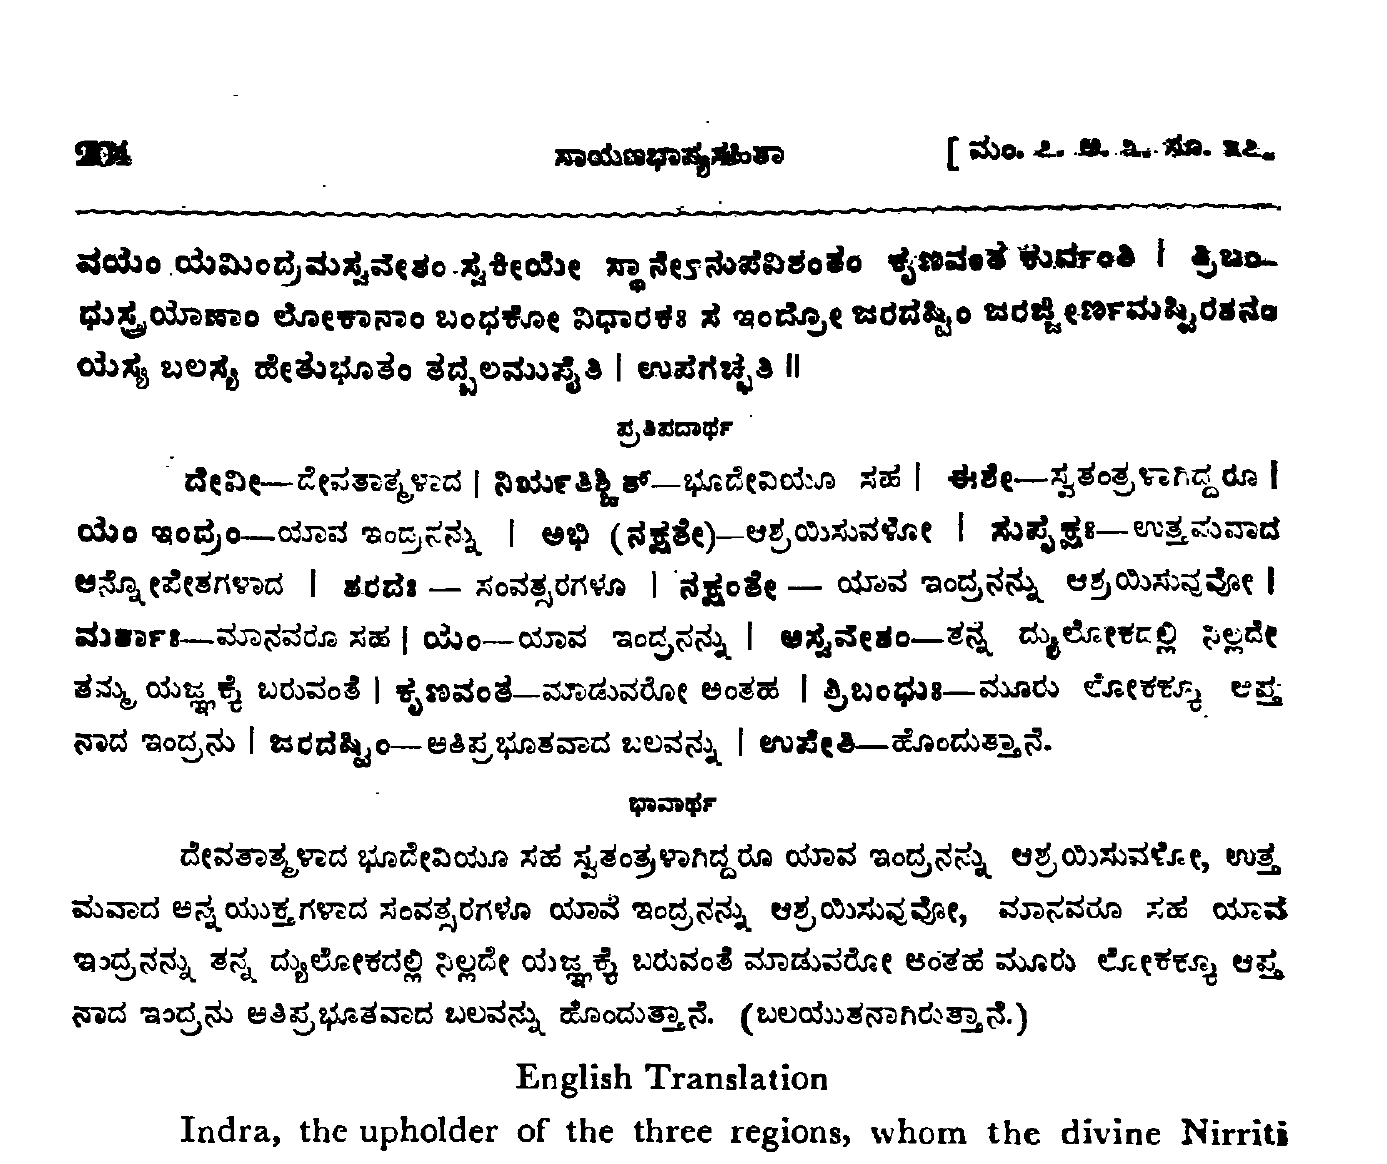 ಸಾಯಣಭಾಷ್ಯಸಹಿತಾ [ ಮಂ. ೭. ಅ. ೩. ಸೂ. ೩೭.
ವಯಂ ಯಮಿಂದ್ರಮಸ್ವವೇಶಂ ಸ್ವಕೀಯೇ ಸ್ಥಾನೇಽನುಪವಿಶಂತಂ ಕೃಣವಂತ ಕುರ್ವಂತಿ | ತ್ರಿಬಂ-
ಧುಸ್ತ್ರಯಾಣಾಂ ಲೋಕಾನಾಂ ಬಂಧಕೋ ವಿಧಾರಕಃ ಸ ಇಂದ್ರೋ ಜರದಷ್ಟಿಂ ಜರಜ್ಜೀರ್ಣಮಷ್ಟಿರಶನಂ
ಯಸ್ಯ ಬಲಸ್ಯ ಹೇತುಭೂತಂ ತದ್ಬಲಮುಪೈತಿ | ಉಪಗಚ್ಛತಿ ||
ಪ್ರತಿಪದಾರ್ಥ
ದೇವೀ—ದೇವತಾತ್ಮಳಾದ | ನಿರ್ಋತಿಶ್ಚಿತ್—ಭೂದೇವಿಯೂ ಸಹ | ಈಶೇ—ಸ್ವತಂತ್ರಳಾಗಿದ್ದರೂ |
ಯಂ ಇಂದ್ರಂ—ಯಾವ ಇಂದ್ರನನ್ನು | ಅಭಿ (ನಕ್ಷತೇ)—ಆಶ್ರಯಿಸುವಳೋ | ಸುಪೃಕ್ಷಃ—ಉತ್ತಮವಾದ
ಅನ್ನೋಪೇತಗಳಾದ | ಶರದಃ — ಸಂವತ್ಸರಗಳೂ | ನಕ್ಷಂತೇ — ಯಾವ ಇಂದ್ರನನ್ನು ಆಶ್ರಯಿಸುವುವೋ |
ಮರ್ತಾಃ—ಮಾನವರೂ ಸಹ | ಯಂ—ಯಾವ ಇಂದ್ರನನ್ನು | ಅಸ್ವವೇಶಂ—ತನ್ನ ದ್ಯುಲೋಕದಲ್ಲಿ ನಿಲ್ಲದೇ
ತಮ್ಮ ಯಜ್ಞಕ್ಕೆ ಬರುವಂತೆ | ಕೃಣವಂತ—ಮಾಡುವರೋ ಅಂತಹ | ತ್ರಿಬಂಧುಃ—ಮೂರು ಲೋಕಕ್ಕೂ ಆಪ್ತ
ನಾದ ಇಂದ್ರನು | ಜರದಷ್ಟಿಂ—ಅತಿಪ್ರಭೂತವಾದ ಬಲವನ್ನು | ಉಪೇತಿ—ಹೊಂದುತ್ತಾನೆ.
ಭಾವಾರ್ಥ
ದೇವತಾತ್ಮಳಾದ ಭೂದೇವಿಯೂ ಸಹ ಸ್ವತಂತ್ರಳಾಗಿದ್ದರೂ ಯಾವ ಇಂದ್ರನನ್ನು ಆಶ್ರಯಿಸುವಳೋ, ಉತ್ತ
ಮವಾದ ಅನ್ನಯುಕ್ತಗಳಾದ ಸಂವತ್ಸರಗಳೂ ಯಾವ ಇಂದ್ರನನ್ನು ಆಶ್ರಯಿಸುವುವೋ, ಮಾನವರೂ ಸಹ ಯಾವ
ಇಂದ್ರನನ್ನು ತನ್ನ ದ್ಯುಲೋಕದಲ್ಲಿ ನಿಲ್ಲದೇ ಯಜ್ಞಕ್ಕೆ ಬರುವಂತೆ ಮಾಡುವರೋ ಅಂತಹ ಮೂರು ಲೋಕಕ್ಕೂ ಆಪ್ತ
ನಾದ ಇಂದ್ರನು ಅತಿಪ್ರಭೂತವಾದ ಬಲವನ್ನು ಹೊಂದುತ್ತಾನೆ. (ಬಲಯುತನಾಗಿರುತ್ತಾನೆ.)
English Translation
Indra, the upholder of the three regions, whom the divine Nirriti